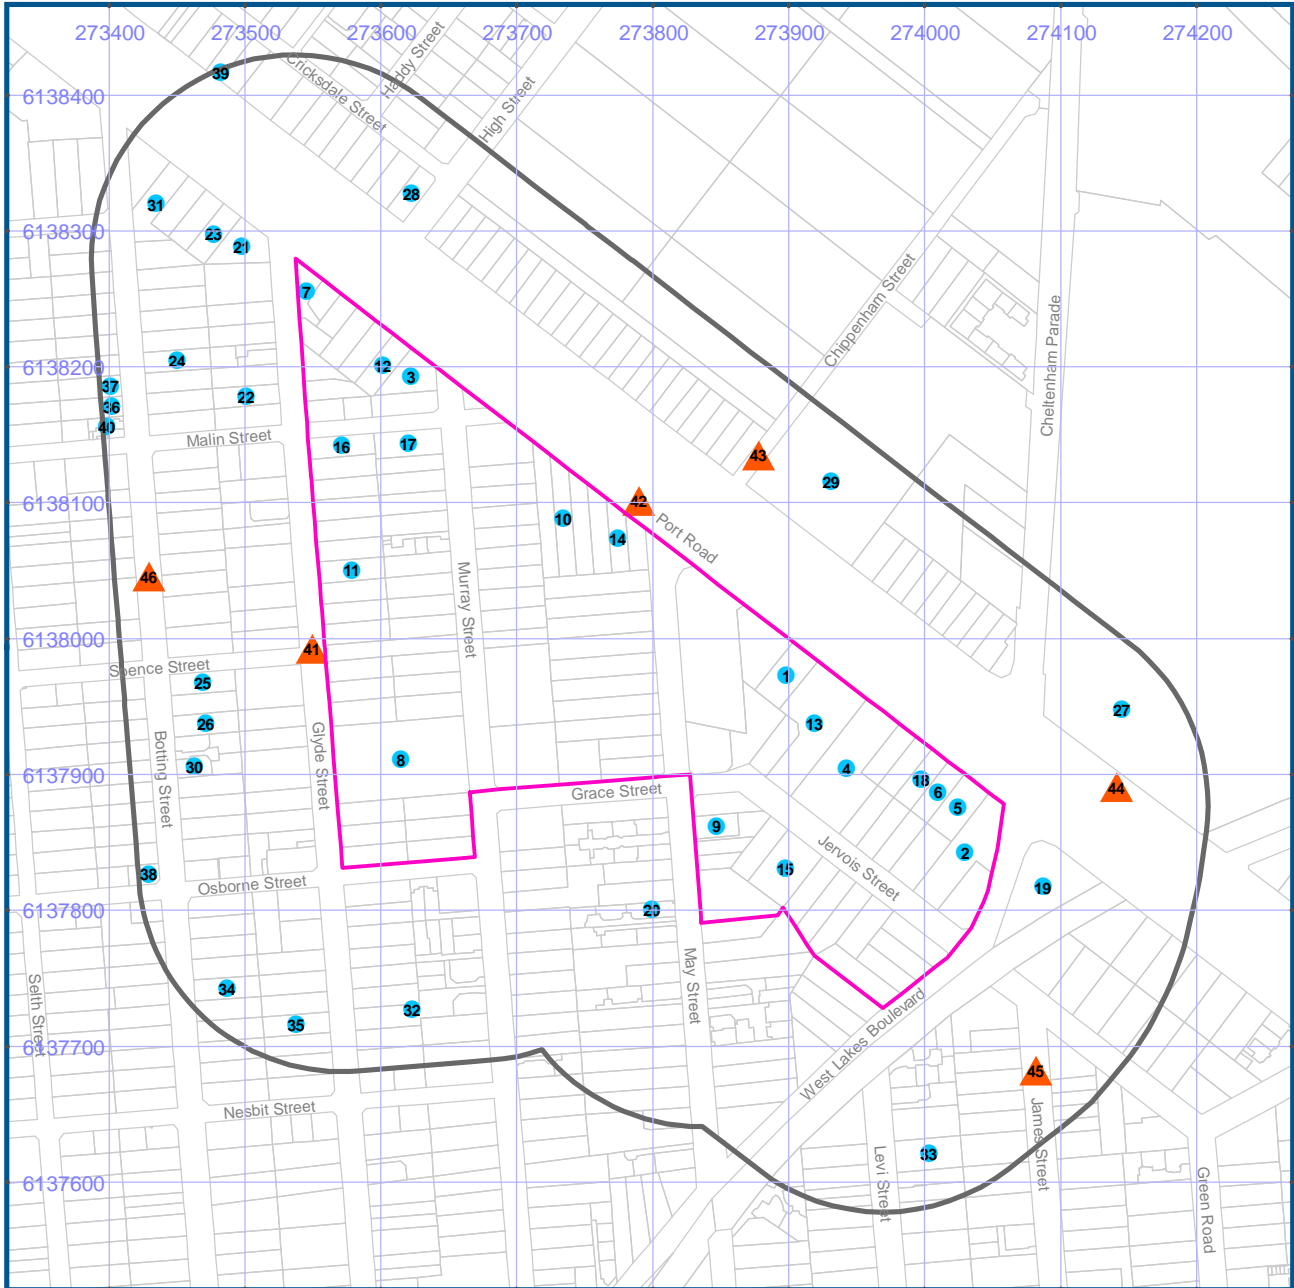 273400 273500 273600 273700 273800 273900 274000 274100 274200
Haddy Street
Cricksdale Street
39
High Street
6138400
28
31
6138300
23
21
7
Chippenham Street
Cheltenham Parade
24
6138200
12
3
37
22
36
40
Malin Street
16
17
43
29
6138100
42
10
Port Road
14
11
46
Murray Street
6138000
41
Spence Street
25
1
27
26
13
Botting Street
Glyde Street
8
30
4
6137900
18
44
6
Grace Street
5
9
2
Jervois Street
15
38
Osborne Street
19
20
6137800
May Street
Selth Street
34
32
35
West Lakes Boulevard
6137700
45
Nesbit Street
James Street
33
Levi Street
Green Road
6137600